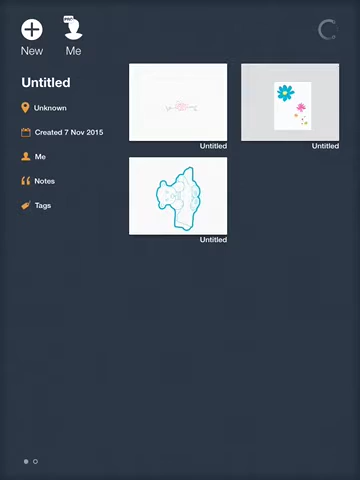 New
Me
Untitled
Unknown
Created 7 Nov 2015
Me
Notes
Tags
Untitled
Untitled
Untitled